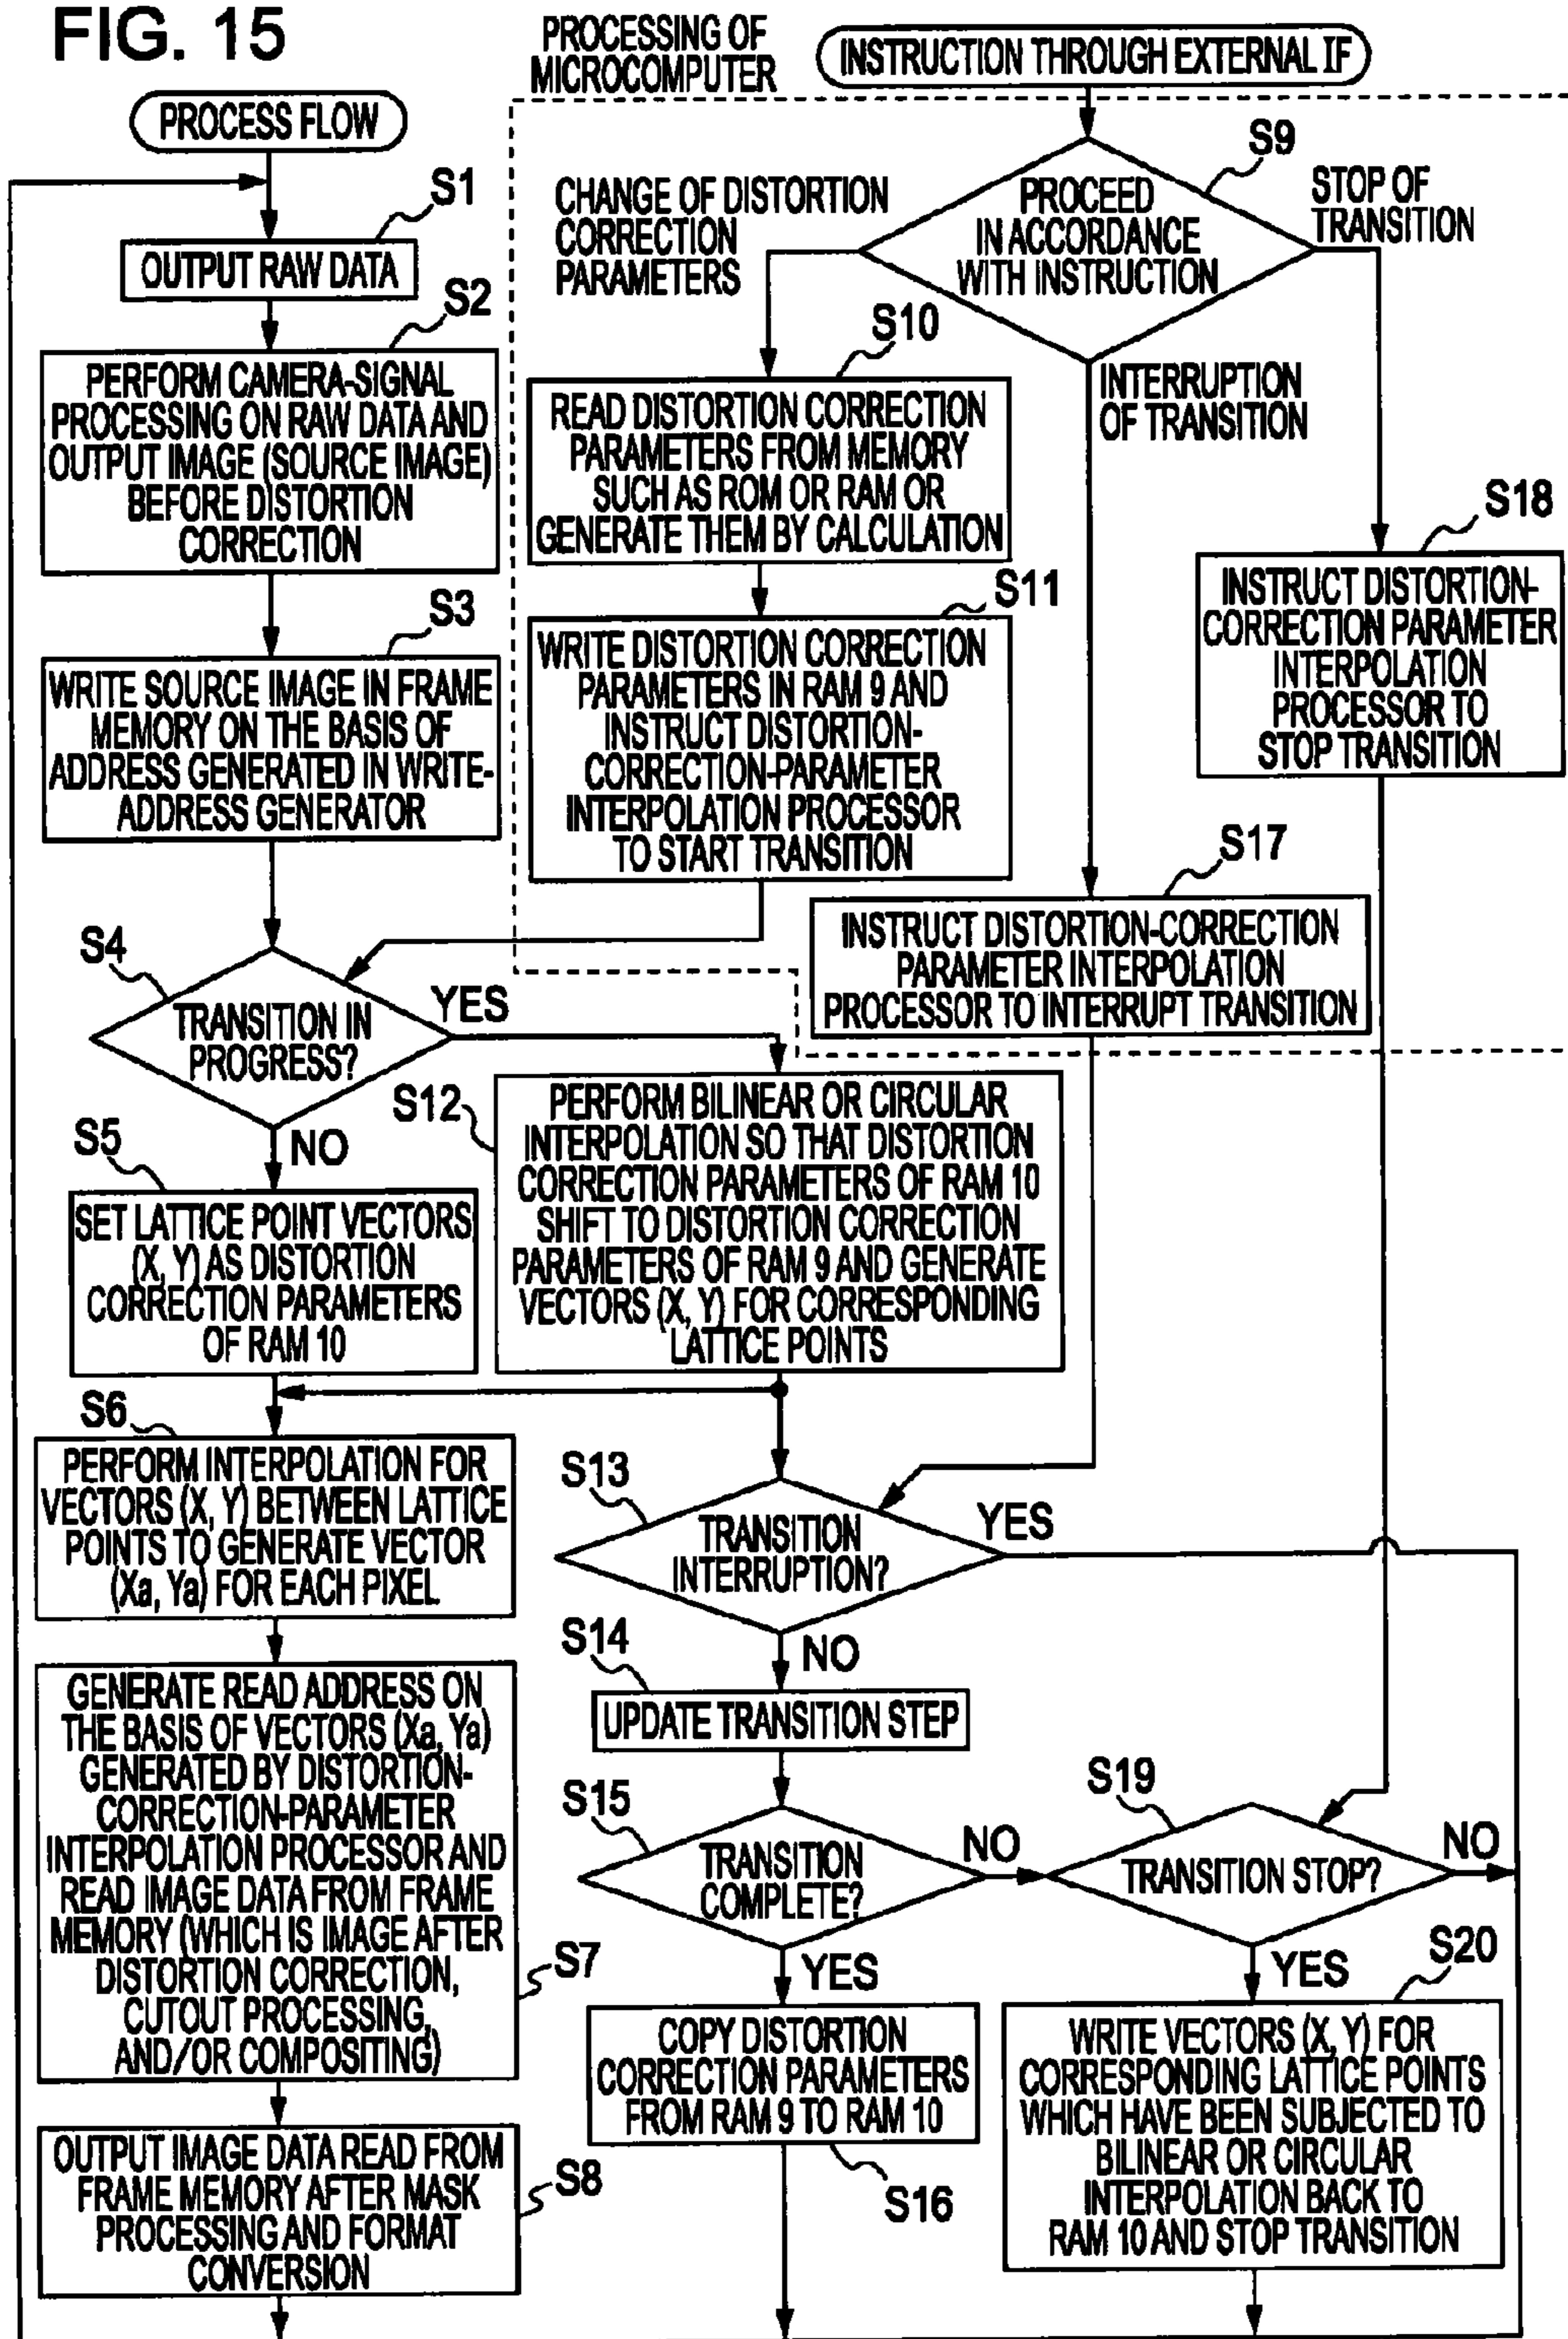 FIG. 15
PROCESS FLOW
S1
OUTPUT RAW DATA
S2
PERFORM CAMERA-SIGNAL
PROCESSING ON RAW DATA AND
OUTPUT IMAGE (SOURCE IMAGE)
BEFORE DISTORTION
CORRECTION
S3
WRITE SOURCE IMAGE IN FRAME
MEMORY ON THE BASIS OF
ADDRESS GENERATED IN WRITE-
ADDRESS GENERATOR
S4
TRANSITION IN
PROGRESS?
YES
NO
S5
SET LATTICE POINT VECTORS
(X, Y) AS DISTORTION
CORRECTION PARAMETERS
OF RAM 10
S6
PERFORM INTERPOLATION FOR
VECTORS (X, Y) BETWEEN LATTICE
POINTS TO GENERATE VECTOR
(Xa, Ya) FOR EACH PIXEL
GENERATE READ ADDRESS ON
THE BASIS OF VECTORS (Xa, Ya)
GENERATED BY DISTORTION-
CORRECTION-PARAMETER
INTERPOLATION PROCESSOR AND
READ IMAGE DATA FROM FRAME
MEMORY (WHICH IS IMAGE AFTER
DISTORTION CORRECTION,
CUTOUT PROCESSING,
AND/OR COMPOSITING)
S7
OUTPUT IMAGE DATA READ FROM
FRAME MEMORY AFTER MASK
PROCESSING AND FORMAT
CONVERSION
S8
PROCESSING OF
MICROCOMPUTER
INSTRUCTION THROUGH EXTERNAL IF
S9
PROCEED
IN ACCORDANCE
WITH INSTRUCTION
CHANGE OF DISTORTION
CORRECTION
PARAMETERS
STOP OF
TRANSITION
INTERRUPTION
OF TRANSITION
S10
READ DISTORTION CORRECTION
PARAMETERS FROM MEMORY
SUCH AS ROM OR RAM OR
GENERATE THEM BY CALCULATION
S11
WRITE DISTORTION CORRECTION
PARAMETERS IN RAM 9 AND
INSTRUCT DISTORTION-
CORRECTION-PARAMETER
INTERPOLATION PROCESSOR
TO START TRANSITION
S18
INSTRUCT DISTORTION-
CORRECTION PARAMETER
INTERPOLATION
PROCESSOR TO
STOP TRANSITION
S17
INSTRUCT DISTORTION-CORRECTION
PARAMETER INTERPOLATION
PROCESSOR TO INTERRUPT TRANSITION
S12
PERFORM BILINEAR OR CIRCULAR
INTERPOLATION SO THAT DISTORTION
CORRECTION PARAMETERS OF RAM 10
SHIFT TO DISTORTION CORRECTION
PARAMETERS OF RAM 9 AND GENERATE
VECTORS (X, Y) FOR CORRESPONDING
LATTICE POINTS
S13
TRANSITION
INTERRUPTION?
YES
NO
S14
UPDATE TRANSITION STEP
S15
TRANSITION
COMPLETE?
NO
YES
COPY DISTORTION
CORRECTION PARAMETERS
FROM RAM 9 TO RAM 10
S16
S19
TRANSITION STOP?
NO
YES
S20
WRITE VECTORS (X, Y) FOR
CORRESPONDING LATTICE POINTS
WHICH HAVE BEEN SUBJECTED TO
BILINEAR OR CIRCULAR
INTERPOLATION BACK TO
RAM 10 AND STOP TRANSITION